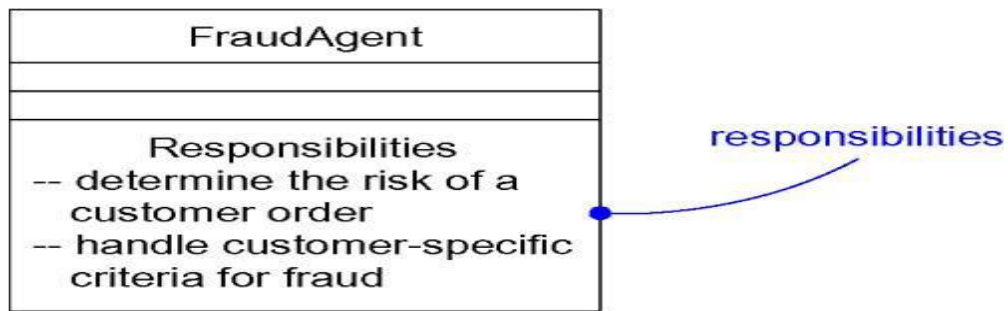 FraudAgent
Responsibilities
-- determine the risk of a
customer order
-- handle customer-specific
criteria for fraud
responsibilities